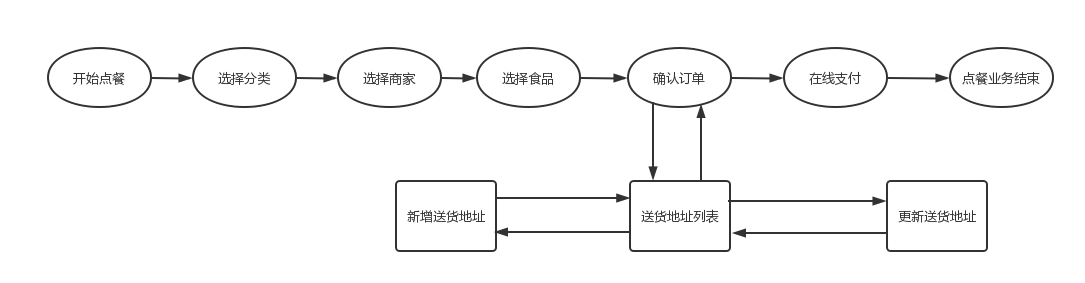 开始点餐
选择分类
选择商家
选择食品
确认订单
在线支付
点餐业务结束
新增送货地址
送货地址列表
更新送货地址